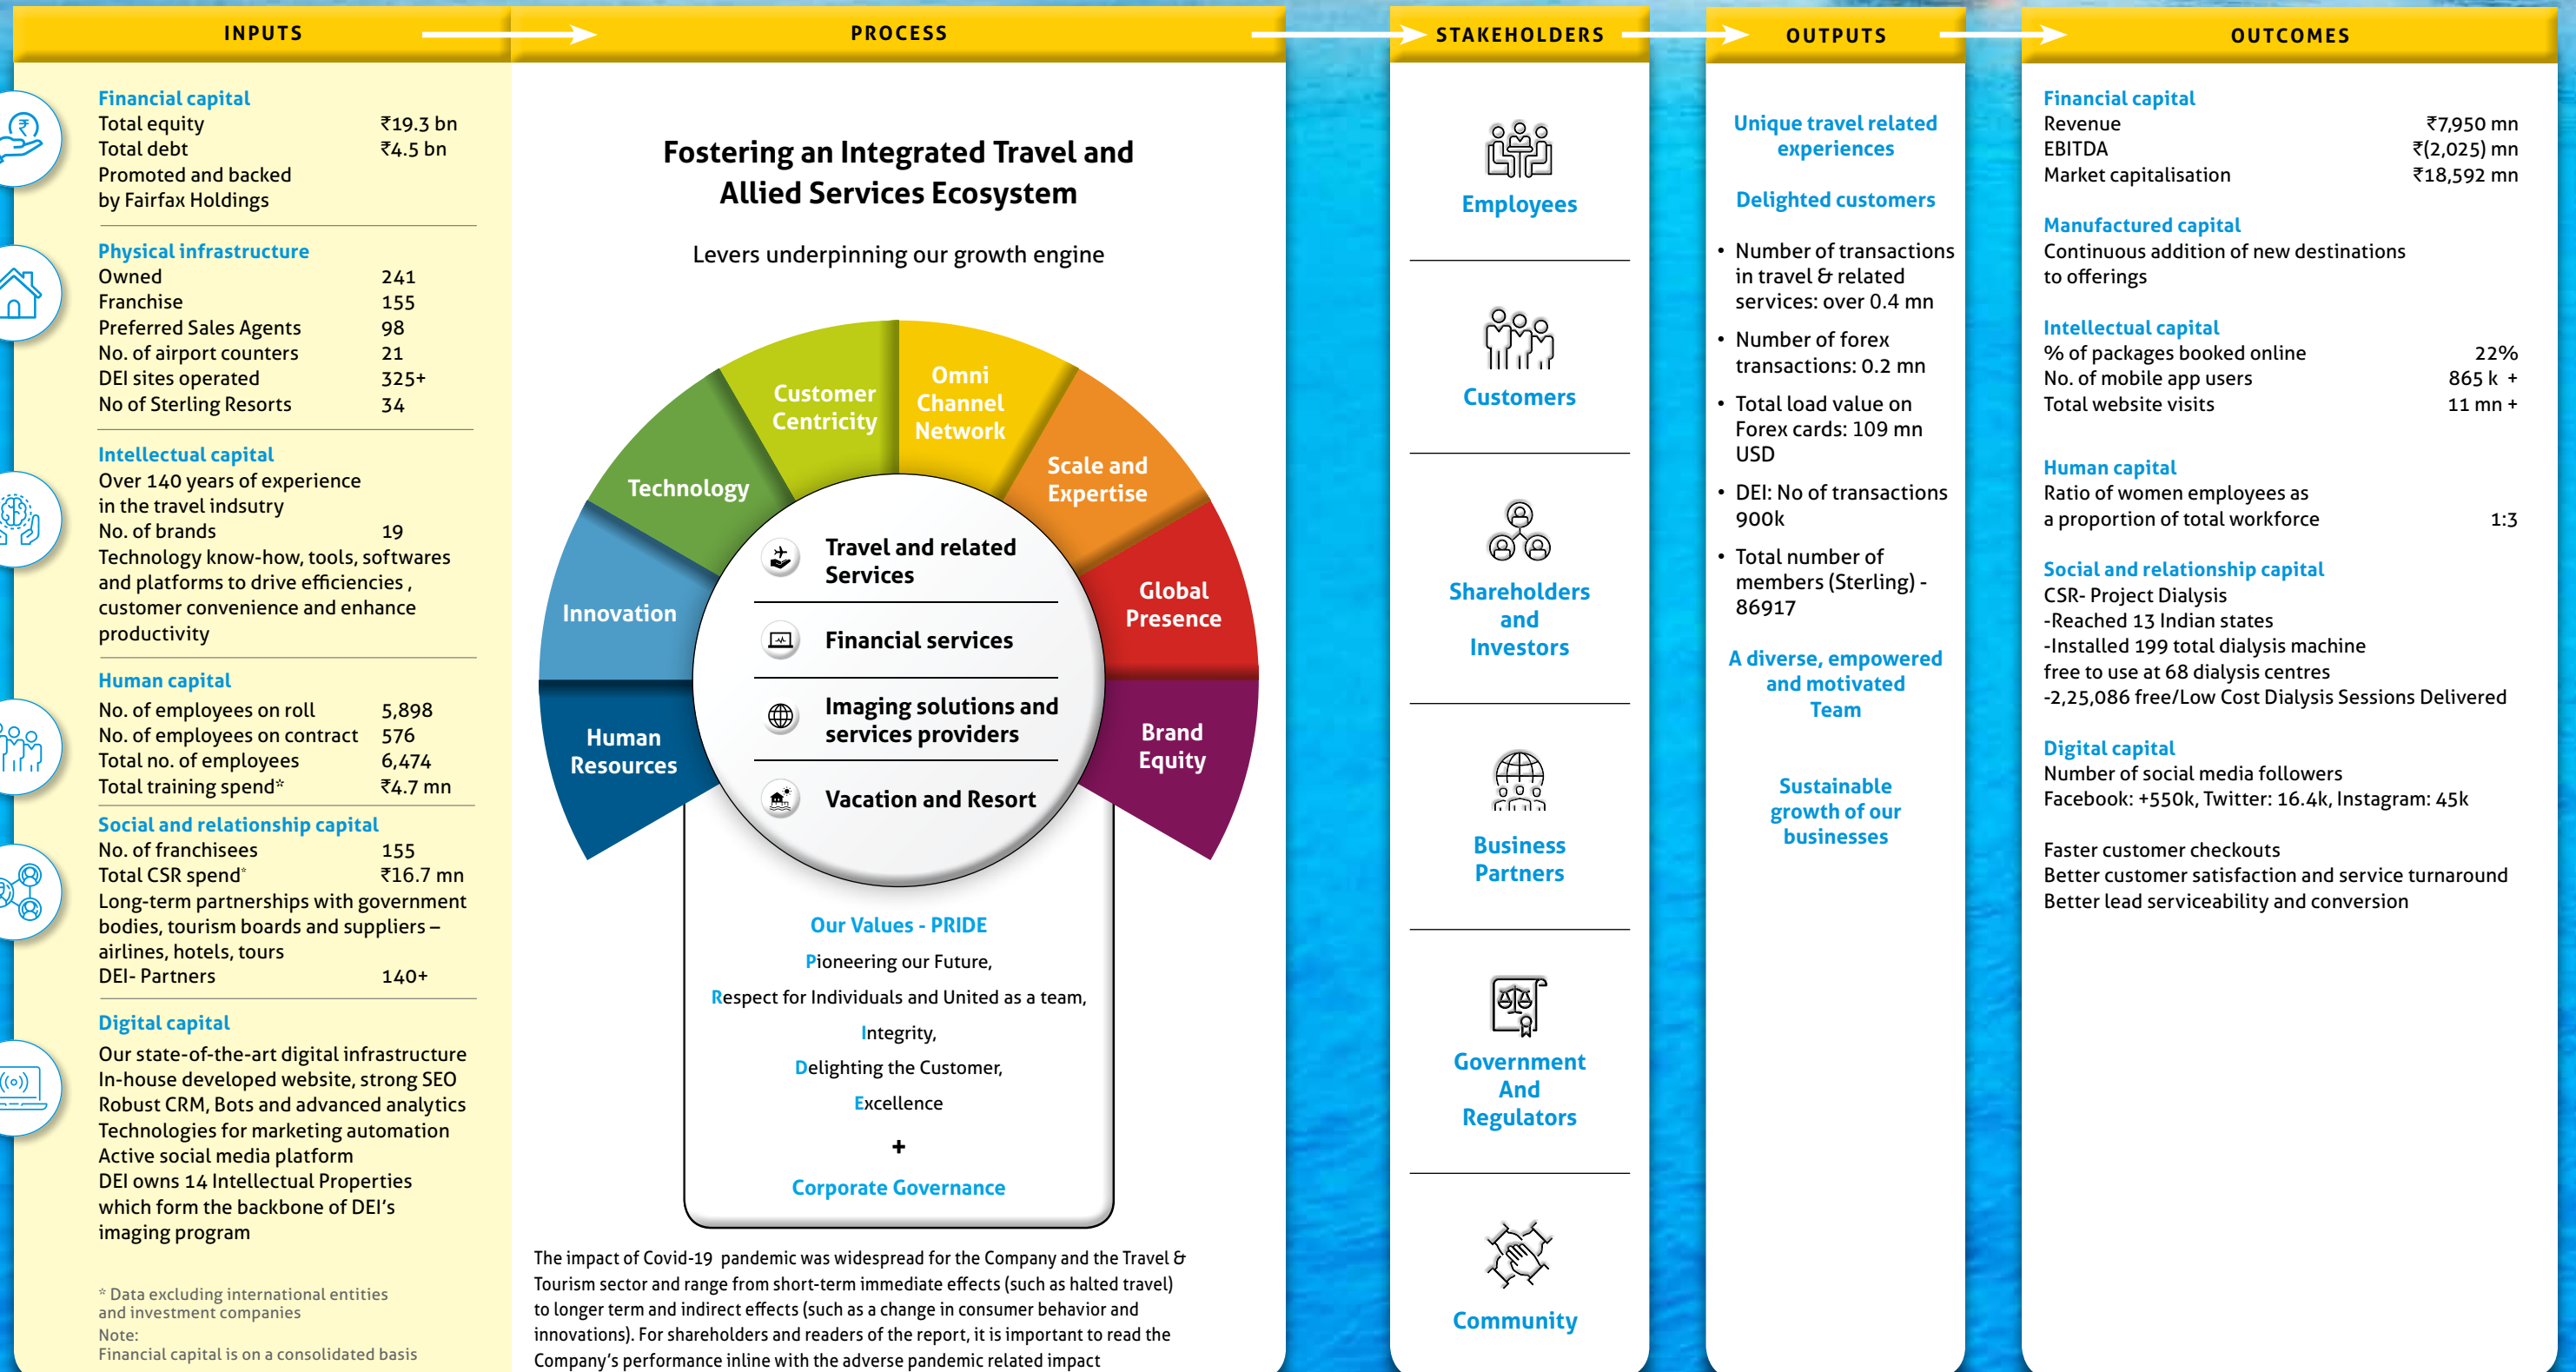 INPUTS
Financial capital
Total equity ₹19.3 bn
Total debt ₹4.5 bn
Promoted and backed
by Fairfax Holdings
Physical infrastructure
Owned 241
Franchise 155
Preferred Sales Agents 98
No. of airport counters 21
DEI sites operated 325+
No of Sterling Resorts 34
Intellectual capital
Over 140 years of experience
in the travel indsutry
No. of brands 19
Technology know-how, tools, softwares
and platforms to drive efficiencies ,
customer convenience and enhance
productivity
Human capital
No. of employees on roll 5,898
No. of employees on contract 576
Total no. of employees 6,474
Total training spend* ₹4.7 mn
Social and relationship capital
No. of franchisees 155
Total CSR spend* ₹16.7 mn
Long-term partnerships with government
bodies, tourism boards and suppliers –
airlines, hotels, tours
DEI- Partners 140+
Digital capital
Our state-of-the-art digital infrastructure
In-house developed website, strong SEO
Robust CRM, Bots and advanced analytics
Technologies for marketing automation
Active social media platform
DEI owns 14 Intellectual Properties
which form the backbone of DEI’s
imaging program
* Data excluding international entities
and investment companies
Note:
Financial capital is on a consolidated basis
PROCESS
Fostering an Integrated Travel and
Allied Services Ecosystem
Levers underpinning our growth engine
Human
Resources
Innovation
Technology
Customer
Centricity
Omni
Channel
Network
Scale and
Expertise
Global
Presence
Brand
Equity
Travel and related
Services
Financial services
Imaging solutions and
services providers
Vacation and Resort
Our Values - PRIDE
Pioneering our Future,
Respect for Individuals and United as a team,
Integrity,
Delighting the Customer,
Excellence
+
Corporate Governance
The impact of Covid-19 pandemic was widespread for the Company and the Travel &
Tourism sector and range from short-term immediate effects (such as halted travel)
to longer term and indirect effects (such as a change in consumer behavior and
innovations). For shareholders and readers of the report, it is important to read the
Company’s performance inline with the adverse pandemic related impact
STAKEHOLDERS
Employees
Customers
Shareholders
and
Investors
Business
Partners
Government
And
Regulators
Community
OUTPUTS
Unique travel related
experiences
Delighted customers
• Number of transactions
in travel & related
services: over 0.4 mn
• Number of forex
transactions: 0.2 mn
• Total load value on
Forex cards: 109 mn
USD
• DEI: No of transactions
900k
• Total number of
members (Sterling) -
86917
A diverse, empowered
and motivated
Team
Sustainable
growth of our
businesses
OUTCOMES
Financial capital
Revenue ₹7,950 mn
EBITDA ₹(2,025) mn
Market capitalisation ₹18,592 mn
Manufactured capital
Continuous addition of new destinations
to offerings
Intellectual capital
% of packages booked online 22%
No. of mobile app users 865 k +
Total website visits 11 mn +
Human capital
Ratio of women employees as
a proportion of total workforce 1:3
Social and relationship capital
CSR- Project Dialysis
-Reached 13 Indian states
-Installed 199 total dialysis machine
free to use at 68 dialysis centres
-2,25,086 free/Low Cost Dialysis Sessions Delivered
Digital capital
Number of social media followers
Facebook: +550k, Twitter: 16.4k, Instagram: 45k
Faster customer checkouts
Better customer satisfaction and service turnaround
Better lead serviceability and conversion